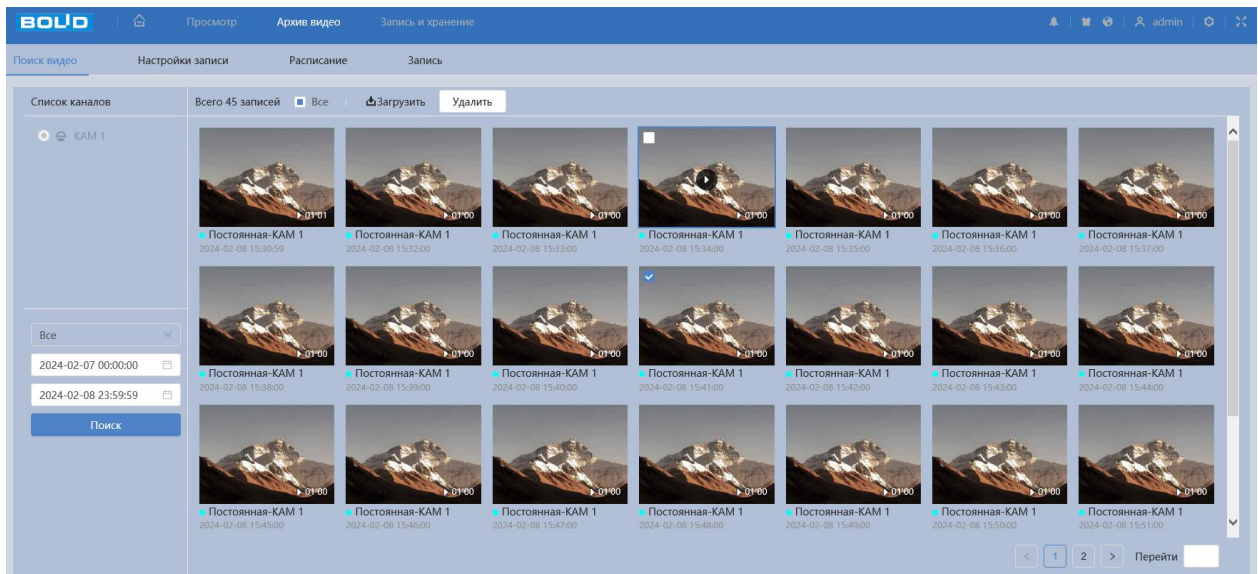 BOLID Просмотр Архив видео Запись и хранение admin
Поиск видео Настройки записи Расписание Запись
Список каналов Всего 45 записей Все Загрузить Удалить
КАМ 1
01'01 01'00 01'00 01'00 01'00 01'00 01'00
Постоянная-КАМ 1 Постоянная-КАМ 1 Постоянная-КАМ 1 Постоянная-КАМ 1 Постоянная-КАМ 1 Постоянная-КАМ 1 Постоянная-КАМ 1
2024-02-08 15:30:59 2024-02-08 15:32:00 2024-02-08 15:33:00 2024-02-08 15:34:00 2024-02-08 15:35:00 2024-02-08 15:36:00 2024-02-08 15:37:00
Все
2024-02-07 00:00:00
2024-02-08 23:59:59
Поиск
01'00 01'00 01'00 01'00 01'00 01'00 01'00
Постоянная-КАМ 1 Постоянная-КАМ 1 Постоянная-КАМ 1 Постоянная-КАМ 1 Постоянная-КАМ 1 Постоянная-КАМ 1 Постоянная-КАМ 1
2024-02-08 15:38:00 2024-02-08 15:39:00 2024-02-08 15:40:00 2024-02-08 15:41:00 2024-02-08 15:42:00 2024-02-08 15:43:00 2024-02-08 15:44:00
01'00 01'00 01'00 01'00 01'00 01'00 01'00
Постоянная-КАМ 1 Постоянная-КАМ 1 Постоянная-КАМ 1 Постоянная-КАМ 1 Постоянная-КАМ 1 Постоянная-КАМ 1 Постоянная-КАМ 1
2024-02-08 15:45:00 2024-02-08 15:46:00 2024-02-08 15:47:00 2024-02-08 15:48:00 2024-02-08 15:49:00 2024-02-08 15:50:00 2024-02-08 15:51:00
< 1 2 > Перейти